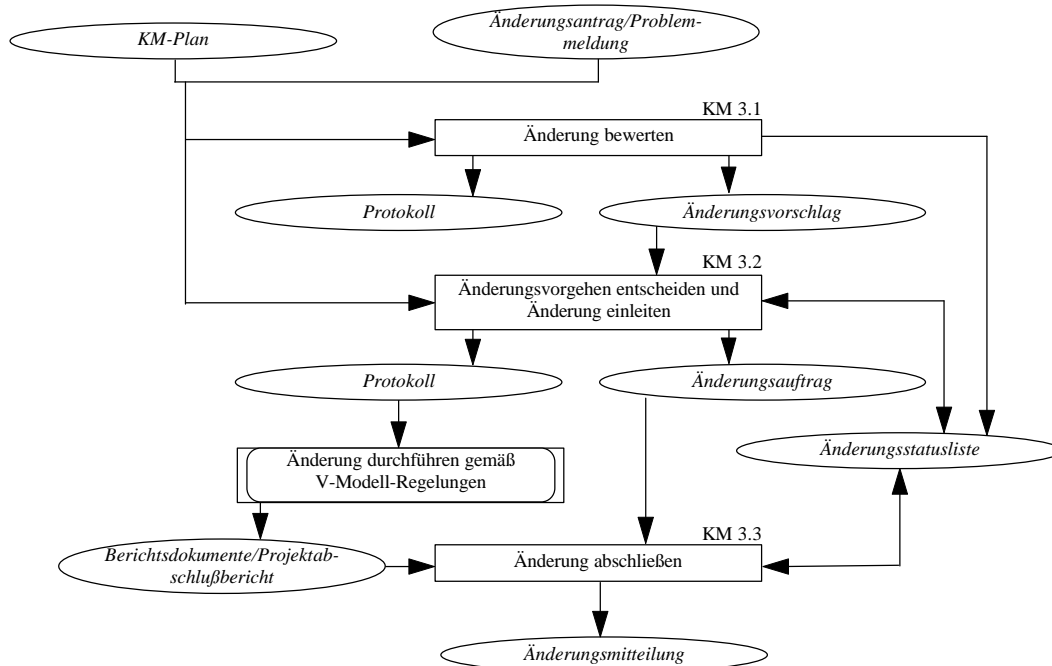 Änderungsantrag/Problem-
meldung
KM-Plan
KM 3.1
Änderung bewerten
Protokoll
Änderungsvorschlag
KM 3.2
Änderungsvorgehen entscheiden und
Änderung einleiten
Protokoll
Änderungsauftrag
Änderungsstatusliste
Änderung durchführen gemäß
V-Modell-Regelungen
KM 3.3
Berichtsdokumente/Projektab-
schlußbericht
Änderung abschließen
Änderungsmitteilung